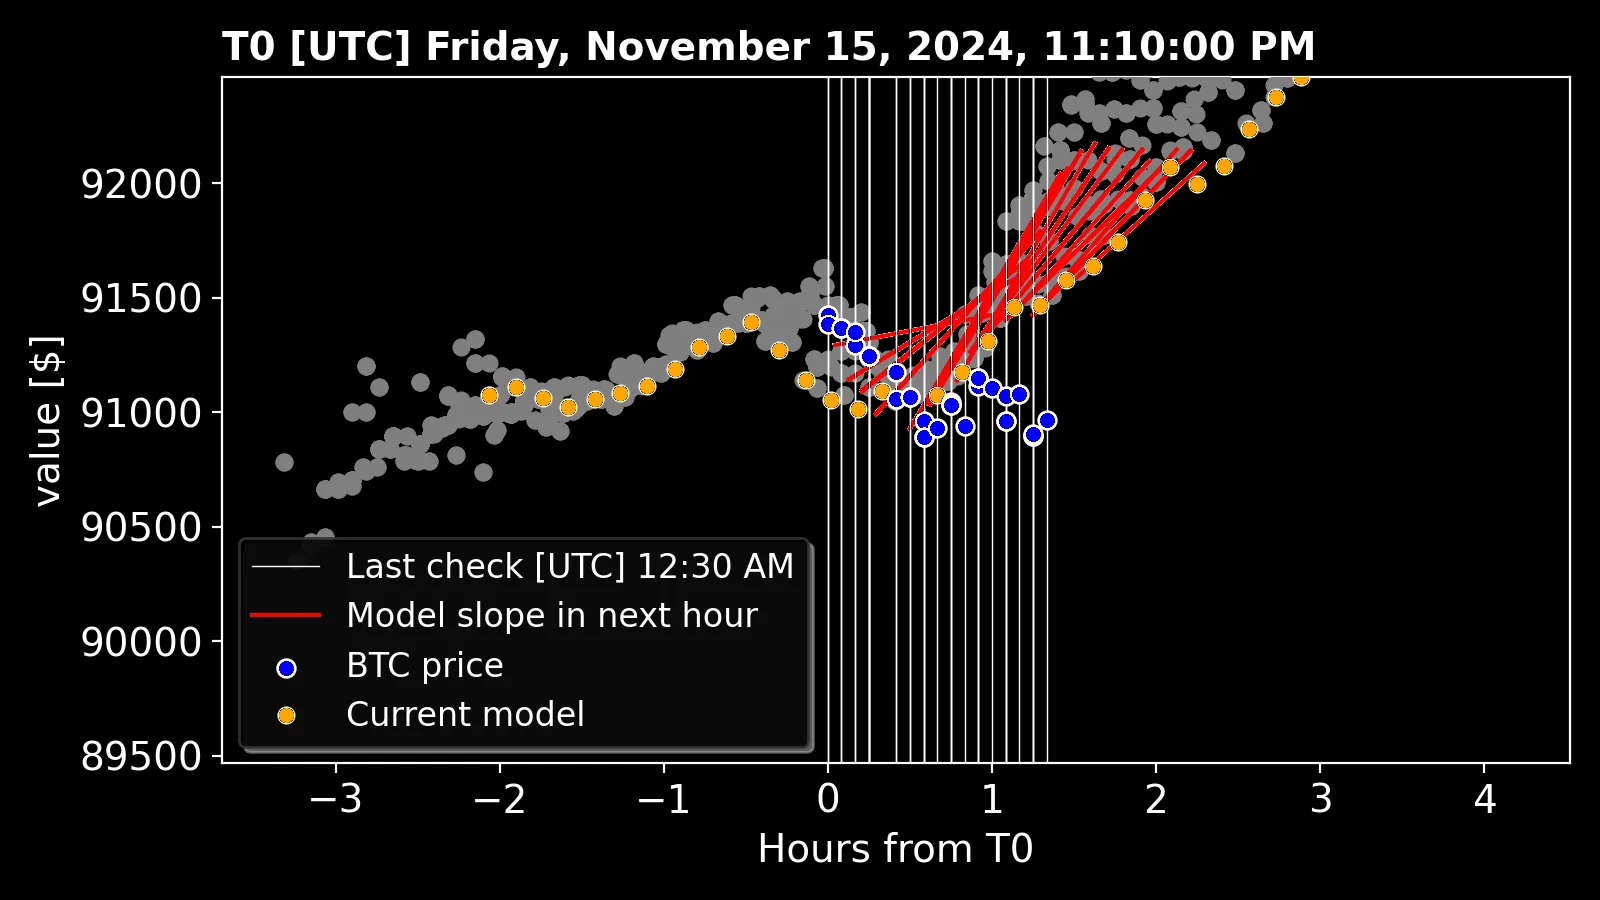 T0 [UTC] Friday, November 15, 2024, 11:10:00 PM
value [$]
92000
91500
91000
90500
90000
89500
Last check [UTC] 12:30 AM
Model slope in next hour
BTC price
Current model
−3 −2 −1 0 1 2 3 4
Hours from T0